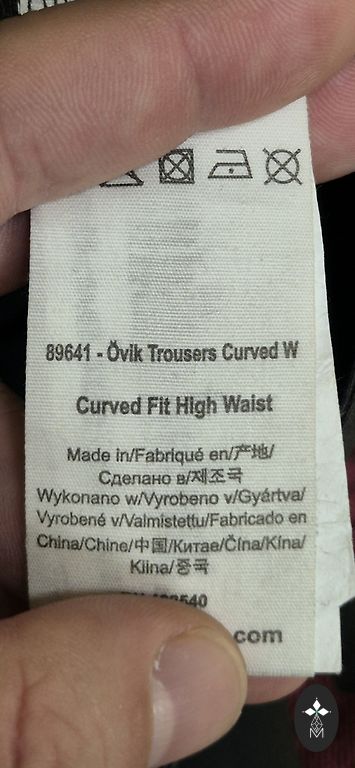 89641 - Övik Trousers Curved W
Curved Fit High Waist
Made in/Fabriqué en/产地/
Сделано в/제조국
Wykonano w/Vyrobeno v/Gyártva/
Vyrobené v/Valmistettu/Fabricado en
China/Chine/中国/Китае/Čína/Kína/
Kiina/중국
.com
M